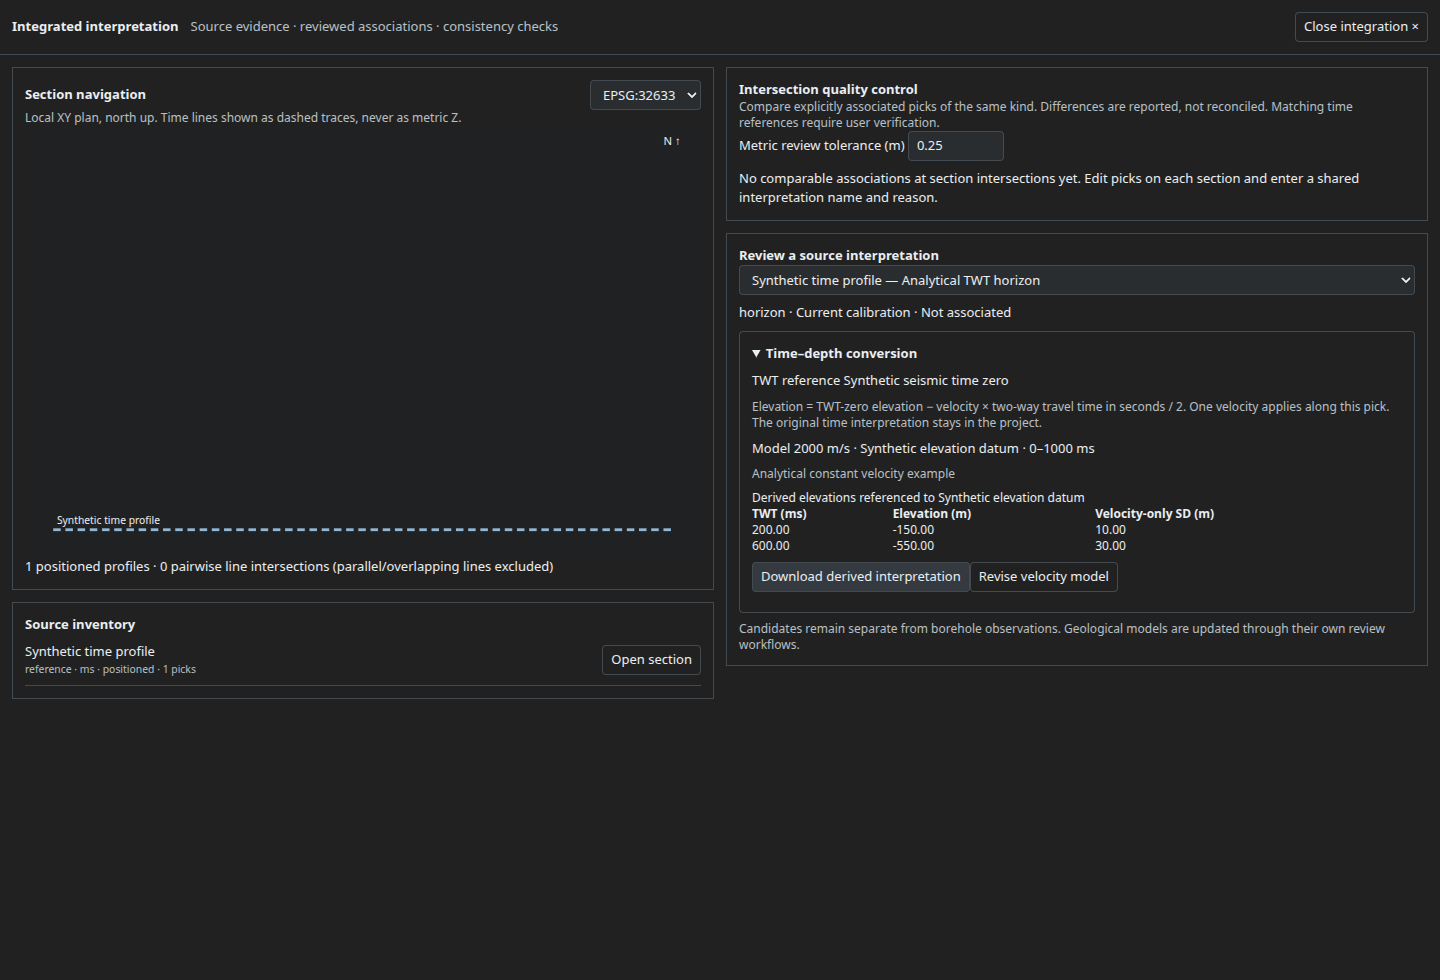 Integrated interpretation Source evidence · reviewed associations · consistency checks
Close integration ×
Section navigation
EPSG:32633
Local XY plan, north up. Time lines shown as dashed traces, never as metric Z.
N ↑
Synthetic time profile
1 positioned profiles · 0 pairwise line intersections (parallel/overlapping lines excluded)
Source inventory
Synthetic time profile
reference · ms · positioned · 1 picks
Open section
Intersection quality control
Compare explicitly associated picks of the same kind. Differences are reported, not reconciled. Matching time
references require user verification.
Metric review tolerance (m) 0.25
No comparable associations at section intersections yet. Edit picks on each section and enter a shared
interpretation name and reason.
Review a source interpretation
Synthetic time profile — Analytical TWT horizon
horizon · Current calibration · Not associated
▼ Time–depth conversion
TWT reference Synthetic seismic time zero
Elevation = TWT-zero elevation − velocity × two-way travel time in seconds / 2. One velocity applies along this pick.
The original time interpretation stays in the project.
Model 2000 m/s · Synthetic elevation datum · 0–1000 ms
Analytical constant velocity example
Derived elevations referenced to Synthetic elevation datum
TWT (ms) Elevation (m) Velocity-only SD (m)
200.00 -150.00 10.00
600.00 -550.00 30.00
Download derived interpretation Revise velocity model
Candidates remain separate from borehole observations. Geological models are updated through their own review
workflows.